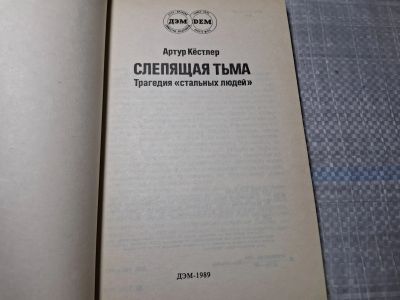 ДЭМ DEM
Артур Кёстлер
СЛЕПЯЩАЯ ТЬМА
Трагедия «стальных людей»
ДЭМ-1989